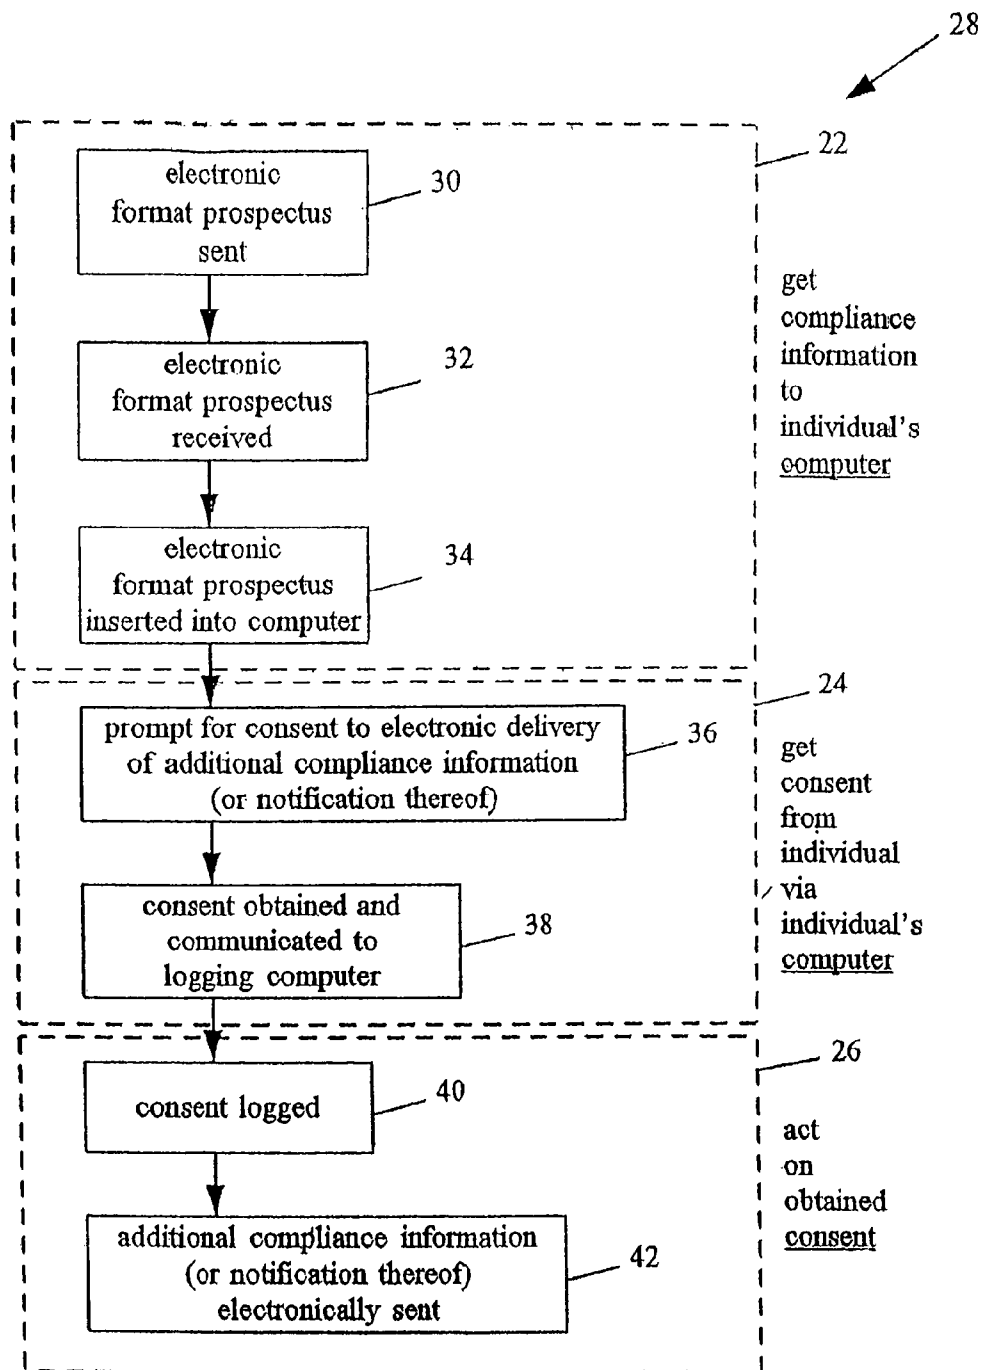 28
22
electronic
format prospectus
sent
30
get
compliance
information
to
individual's
computer
electronic
format prospectus
received
32
electronic
format prospectus
inserted into computer
34
24
prompt for consent to electronic delivery
of additional compliance information
(or notification thereof)
36
get
consent
from
individual
via
individual's
computer
consent obtained and
communicated to
logging computer
38
26
consent logged
40
act
on
obtained
consent
additional compliance information
(or notification thereof)
electronically sent
42